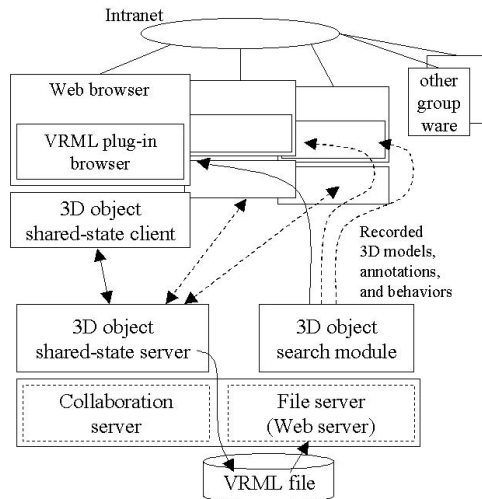 Intranet
Web browser
VRML plug-in
browser
other
group
ware
3D object
shared-state client
Recorded
3D models,
annotations,
and behaviors
3D object
shared-state server
3D object
search module
Collaboration
server
File server
(Web server)
VRML file